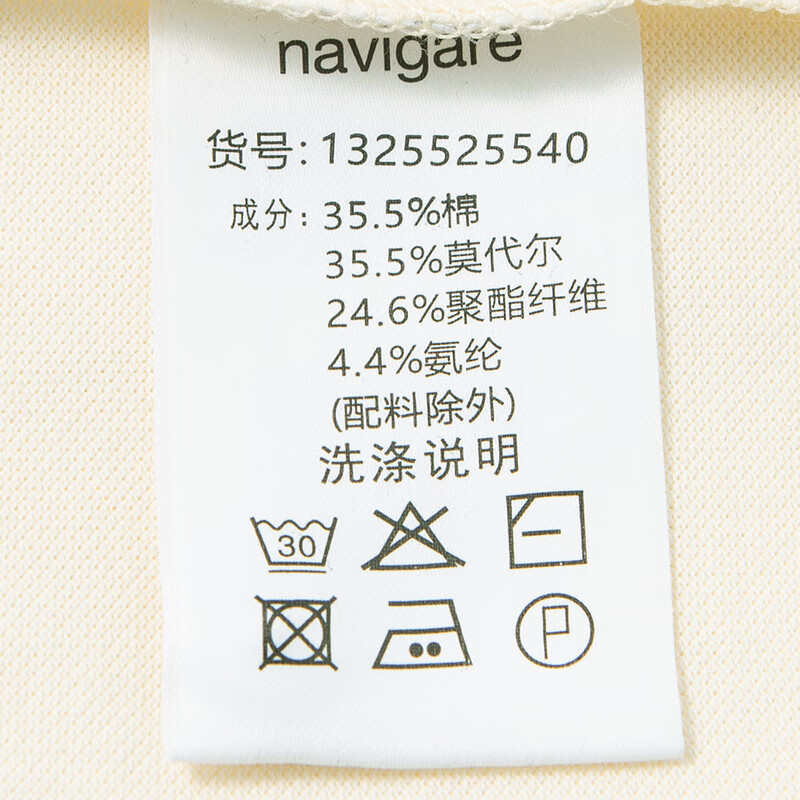 navigare
货号:1325525540
成分:35.5%棉
35.5%莫代尔
24.6%聚酯纤维
4.4%氨纶
(配料除外)
洗涤说明
30
P